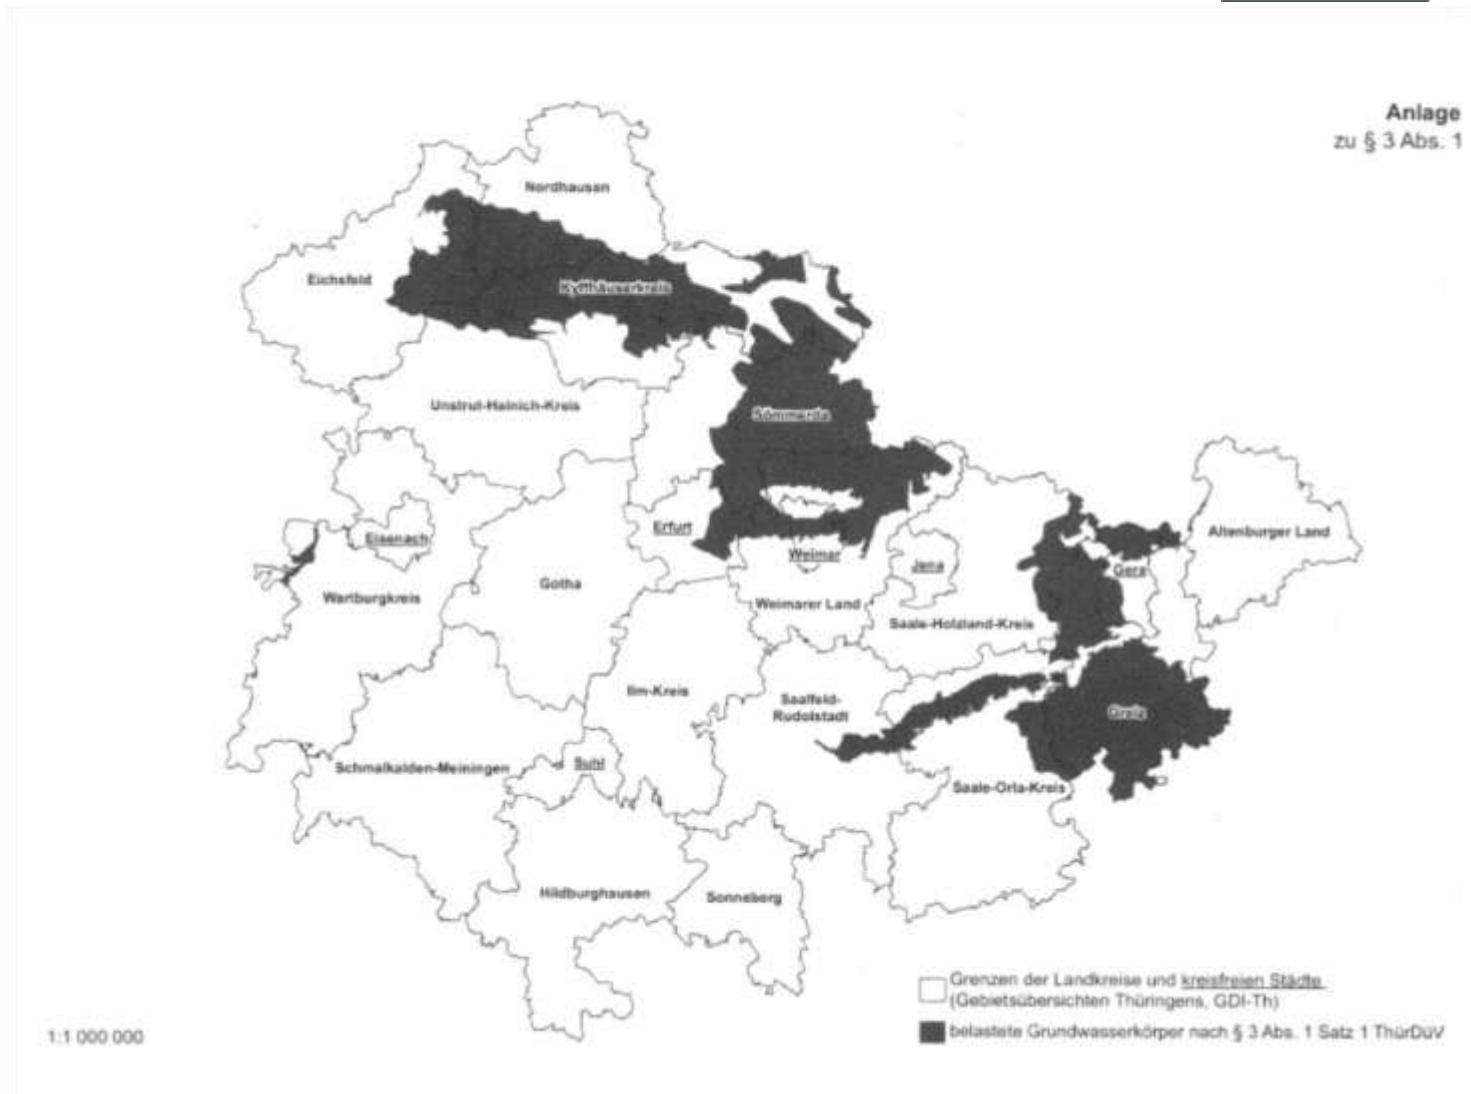 Anlage
zu § 3 Abs. 1
Nordhausen
Eichsfeld
Kyffhäuserkreis
Unstrut-Hainich-Kreis
Sömmerda
Erfurt
Eisenach
Weimar
Jena
Gera
Altenburger Land
Gotha
Wartburgkreis
Weimarer Land
Saale-Holzland-Kreis
Ilm-Kreis
Saalfeld-
Rudolstadt
Greiz
Suhl
Schmalkalden-Meiningen
Saale-Orla-Kreis
Hildburghausen
Sonneberg
Grenzen der Landkreise und kreisfreien Städte
(Gebietsübersichten Thüringens, GDI-Th)
belastete Grundwasserkörper nach § 3 Abs. 1 Satz 1 ThürDüV
1:1 000 000